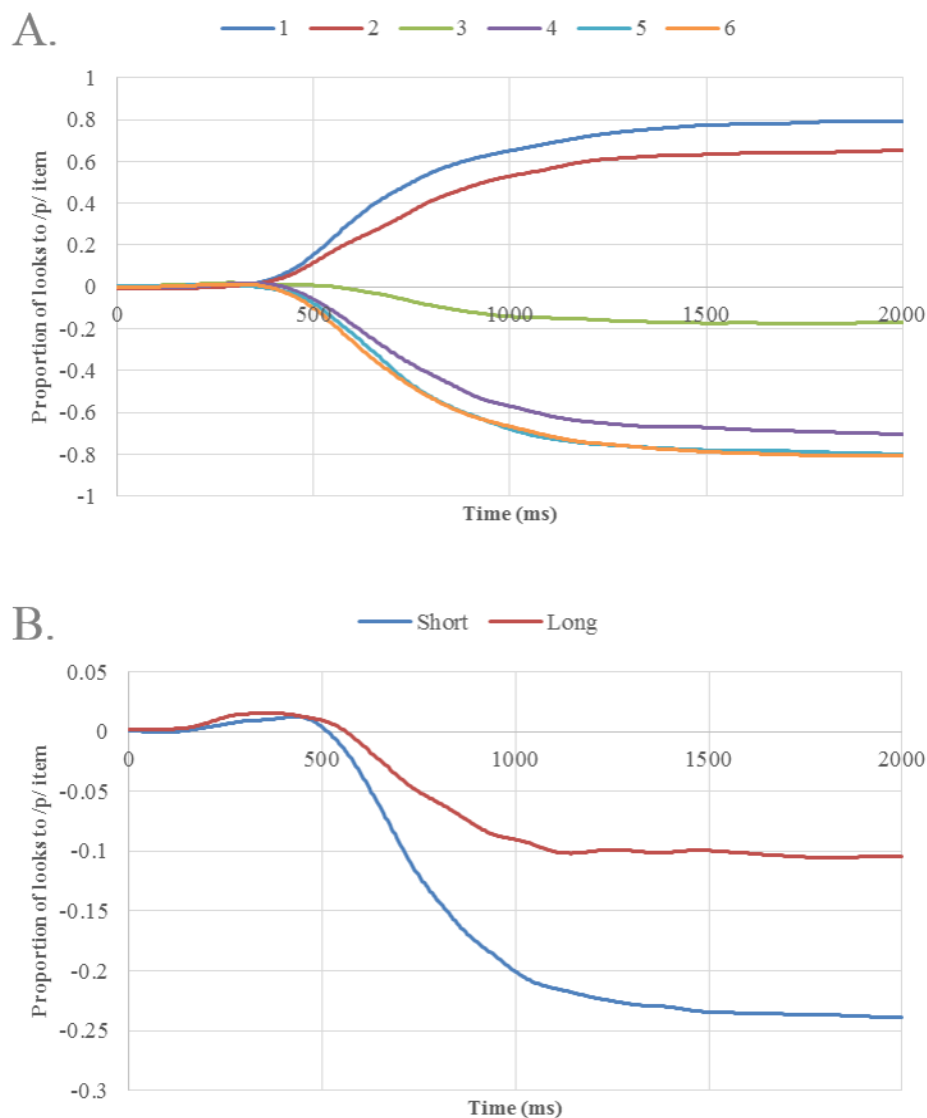 A.
1 2 3 4 5 6
Proportion of looks to /p/ item
1
0.8
0.6
0.4
0.2
0
-0.2
-0.4
-0.6
-0.8
-1
0 500 1000 1500 2000
Time (ms)
B.
Short Long
Proportion of looks to /p/ item
0.05
0
-0.05
-0.1
-0.15
-0.2
-0.25
-0.3
0 500 1000 1500 2000
Time (ms)